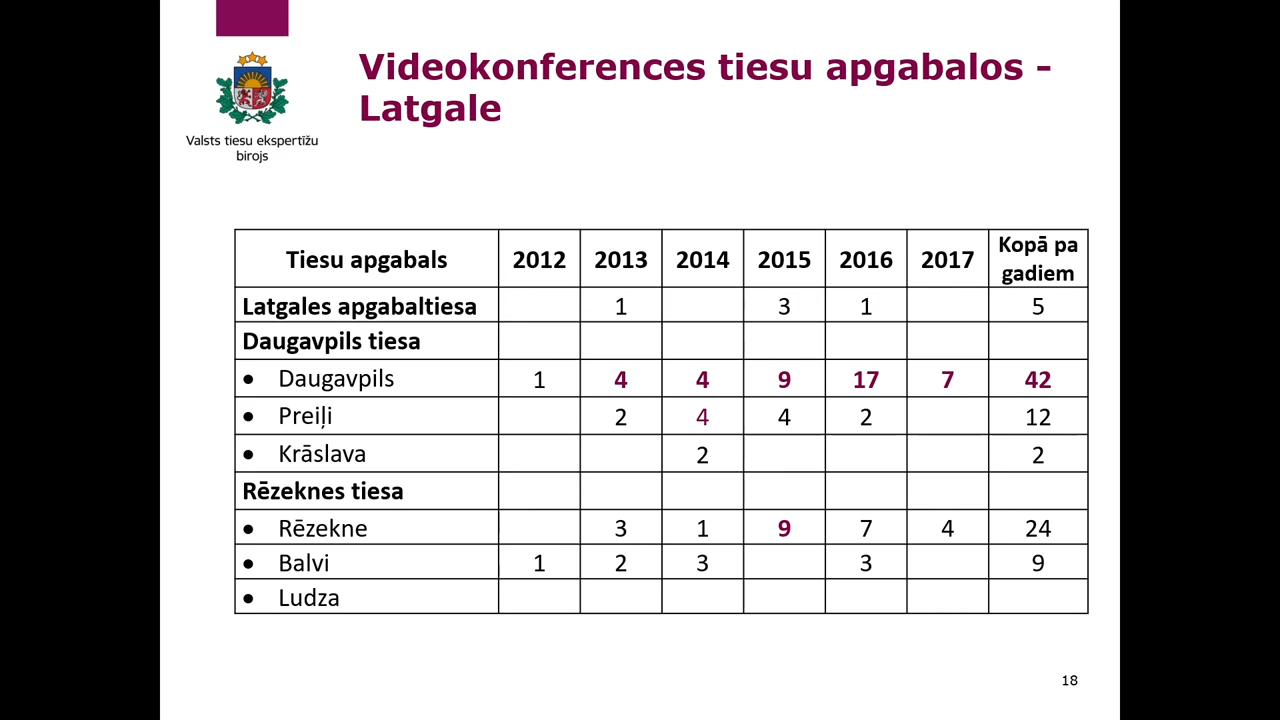 Videokonferences tiesu apgabalos -
Latgale
Valsts tiesu ekspertīžu
birojs
Tiesu apgabals 2012 2013 2014 2015 2016 2017 Kopā pa gadiem
Latgales apgabaltiesa 1 3 1 5
Daugavpils tiesa
• Daugavpils 1 4 4 9 17 7 42
• Preiļi 2 4 4 2 12
• Krāslava 2 2
Rēzeknes tiesa
• Rēzekne 3 1 9 7 4 24
• Balvi 1 2 3 3 9
• Ludza
18